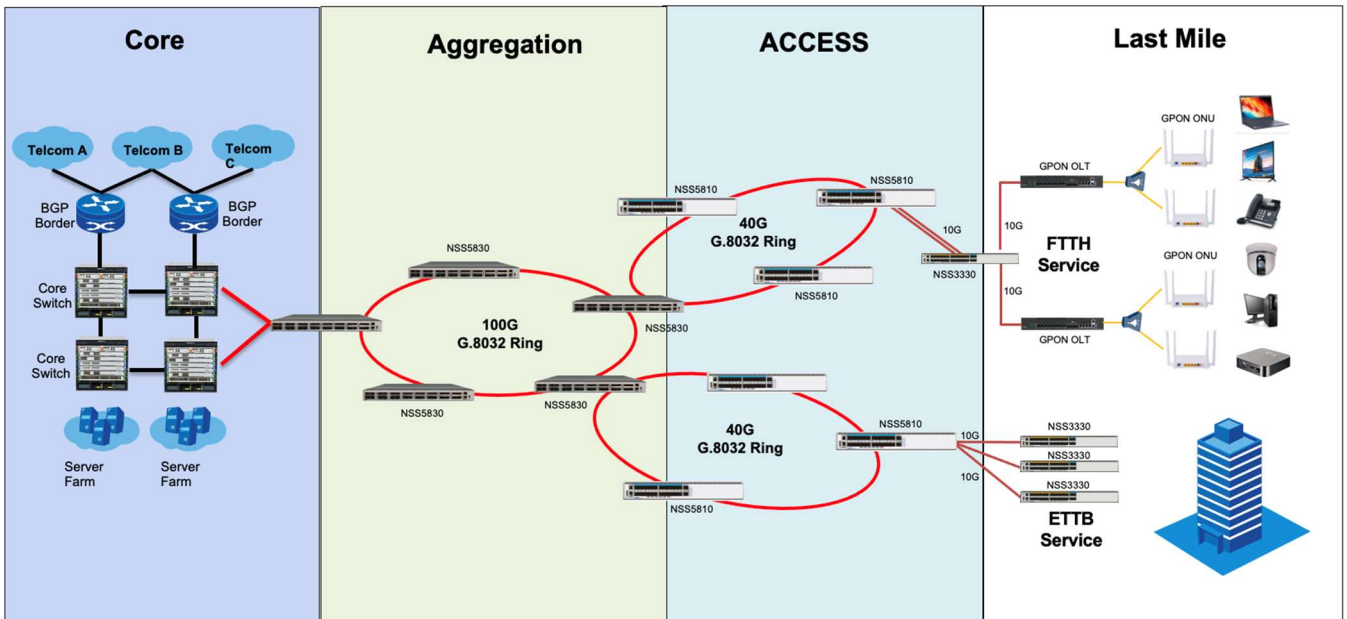 Core
Aggregation
ACCESS
Last Mile
Telcom A
Telcom B
Telcom
C
BGP
Border
BGP
Border
Core
Switch
Core
Switch
Server
Farm
Server
Farm
NSS5830
100G
G.8032 Ring
NSS5830
NSS5830
NSS5830
NSS5810
NSS5810
40G
G.8032 Ring
NSS5810
10G
NSS3330
40G
G.8032 Ring
NSS5810
NSS5810
10G
10G
GPON OLT
GPON ONU
10G
FTTH
Service
10G
GPON ONU
GPON OLT
NSS3330
NSS3330
NSS3330
ETTB
Service